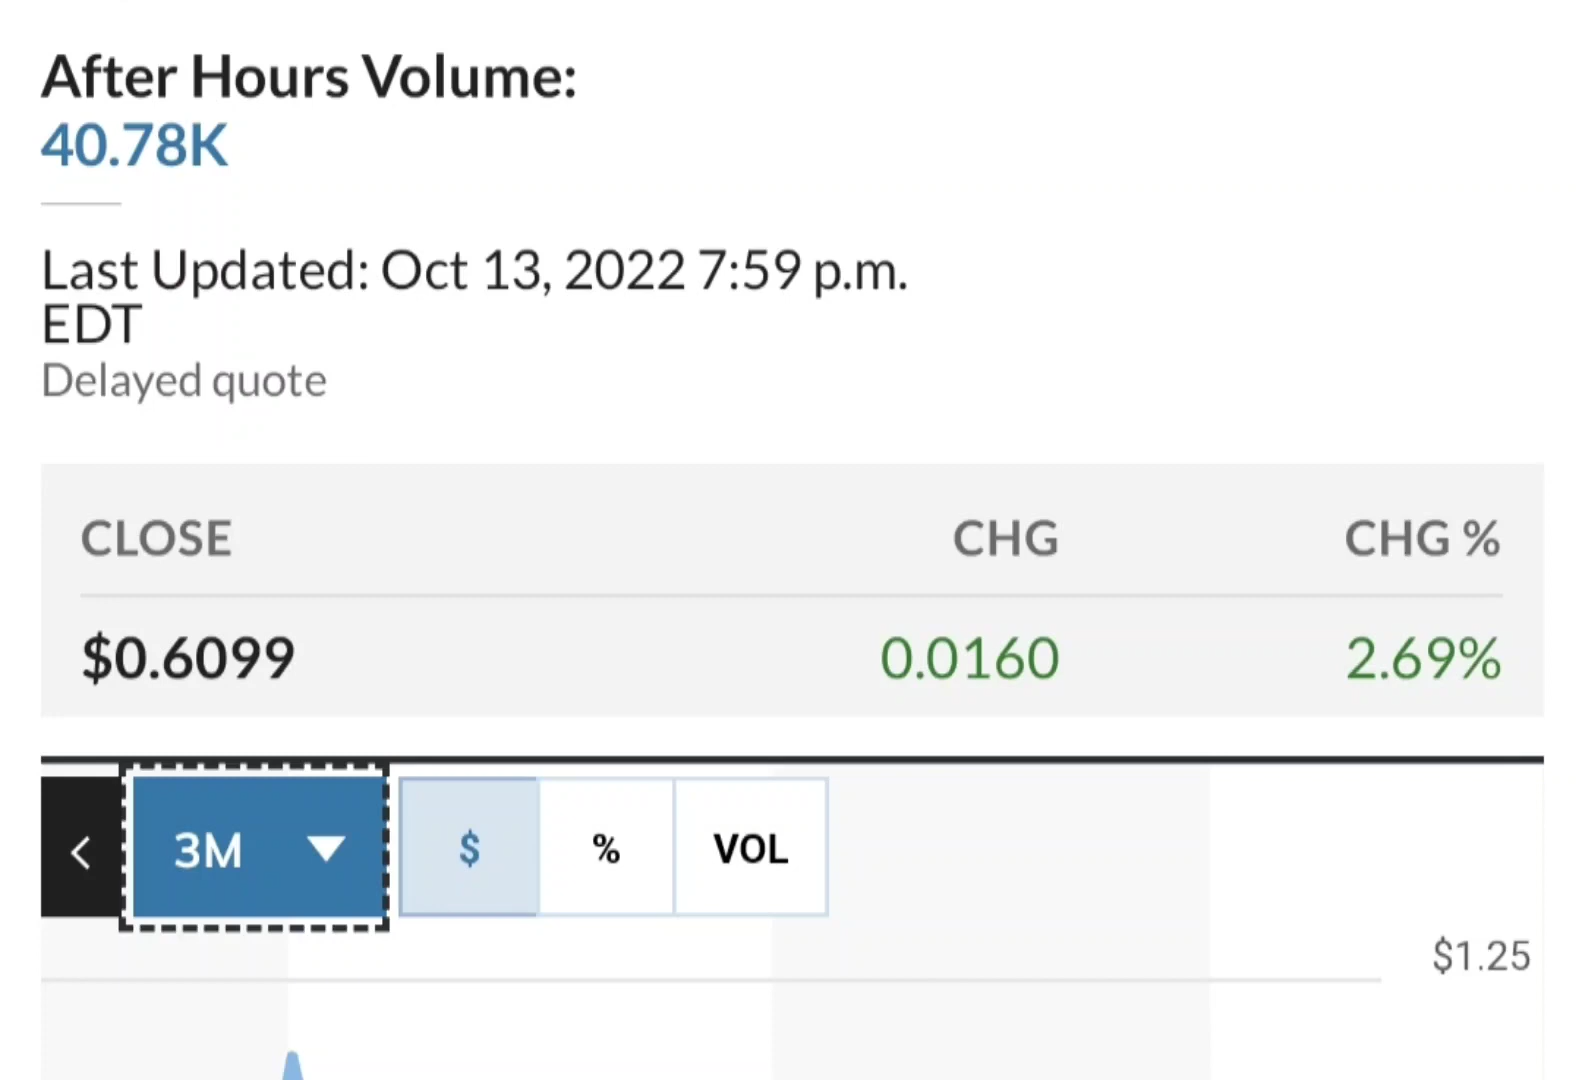 After Hours Volume:
40.78K
Last Updated: Oct 13, 2022 7:59 p.m.
EDT
Delayed quote
CLOSE CHG CHG %
$0.6099 0.0160 2.69%
< 3M ▼ $ % VOL
$1.25